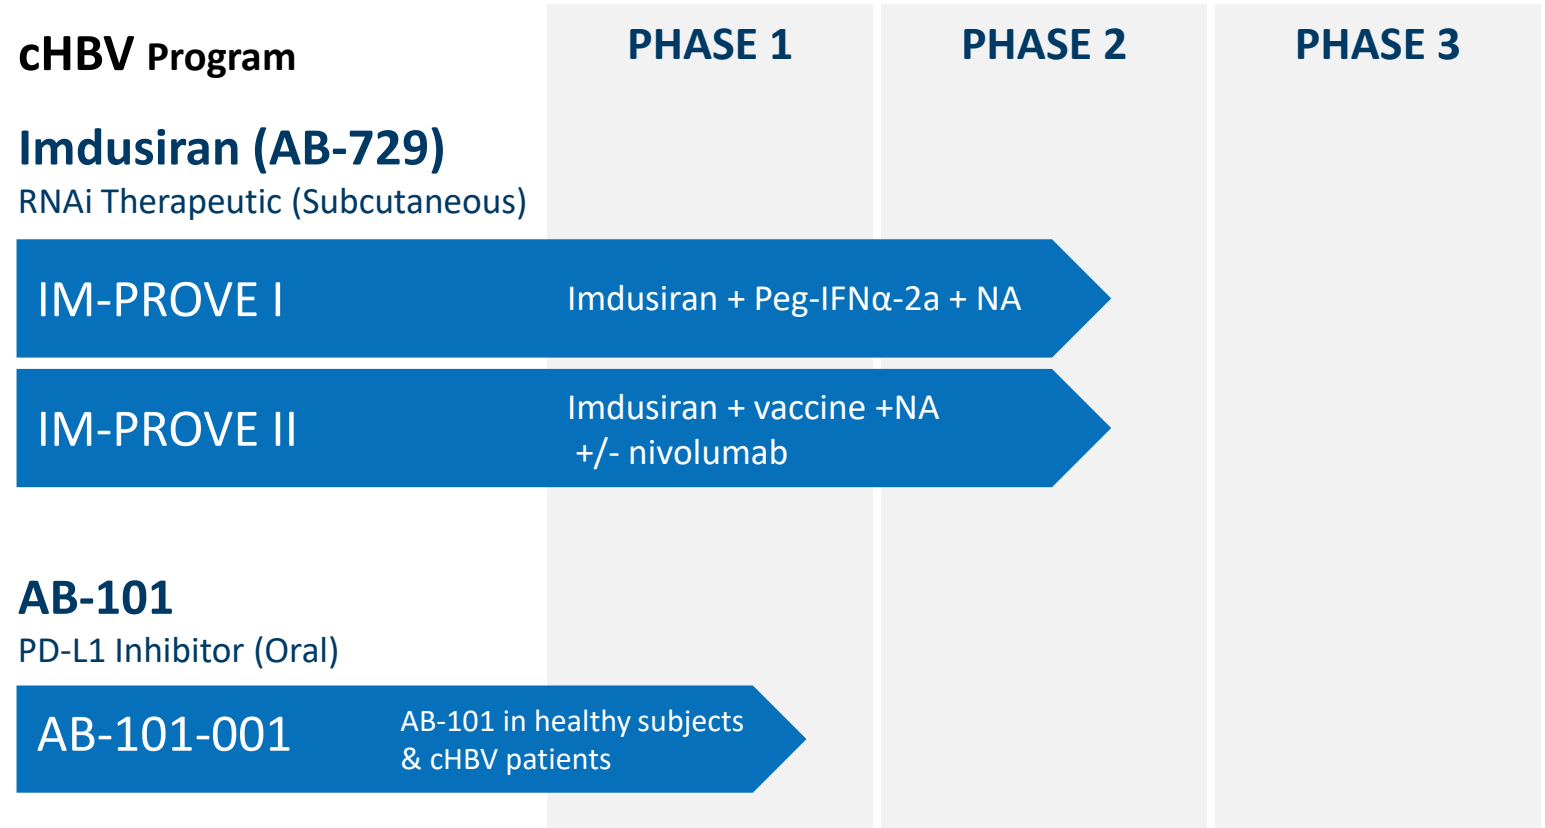 cHBV Program
PHASE 1
PHASE 2
PHASE 3
Imdusiran (AB-729)
RNAi Therapeutic (Subcutaneous)
IM-PROVE I
Imdusiran + Peg-IFNα-2a + NA
IM-PROVE II
Imdusiran + vaccine +NA
+/- nivolumab
AB-101
PD-L1 Inhibitor (Oral)
AB-101-001
AB-101 in healthy subjects
& cHBV patients